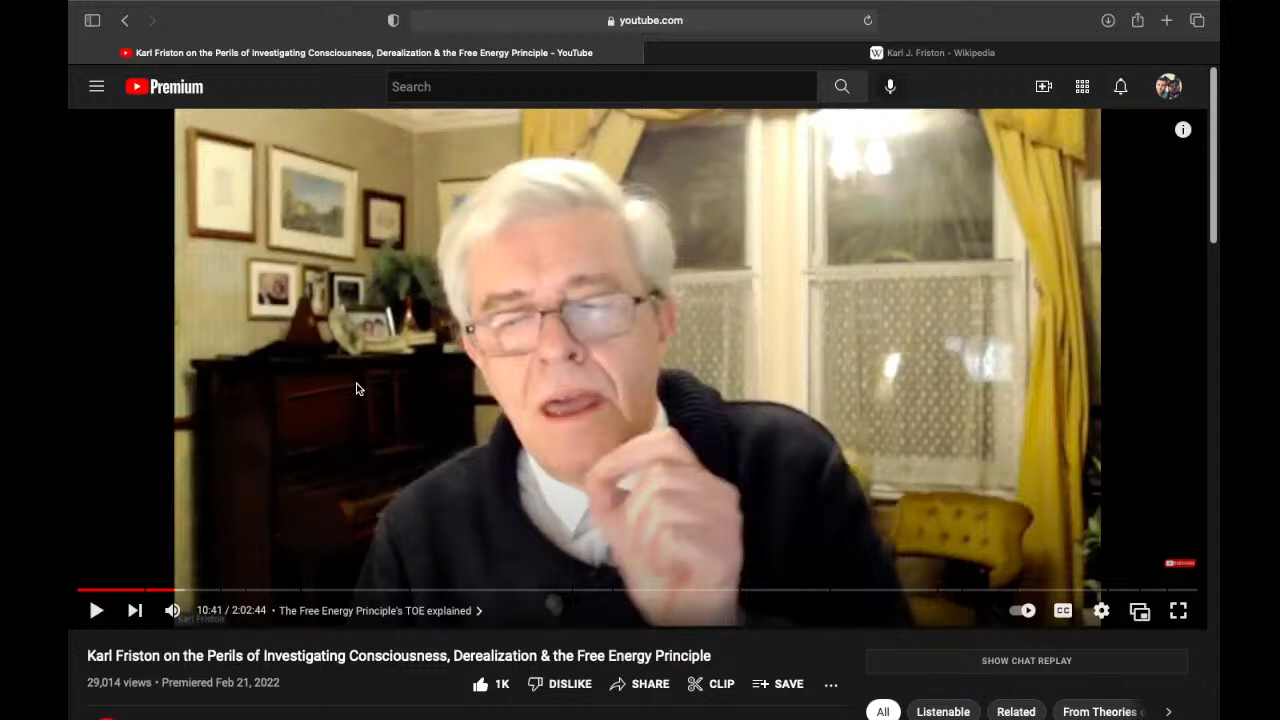 youtube.com
Karl Friston on the Perils of Investigating Consciousness, Derealization & the Free Energy Principle - YouTube
W Karl J. Friston - Wikipedia
Premium
Search
10:41 / 2:02:44 • The Free Energy Principle's TOE explained
Karl Friston
CC
Karl Friston on the Perils of Investigating Consciousness, Derealization & the Free Energy Principle
SHOW CHAT REPLAY
29,014 views • Premiered Feb 21, 2022
1K DISLIKE SHARE CLIP SAVE
All Listenable Related From Theories